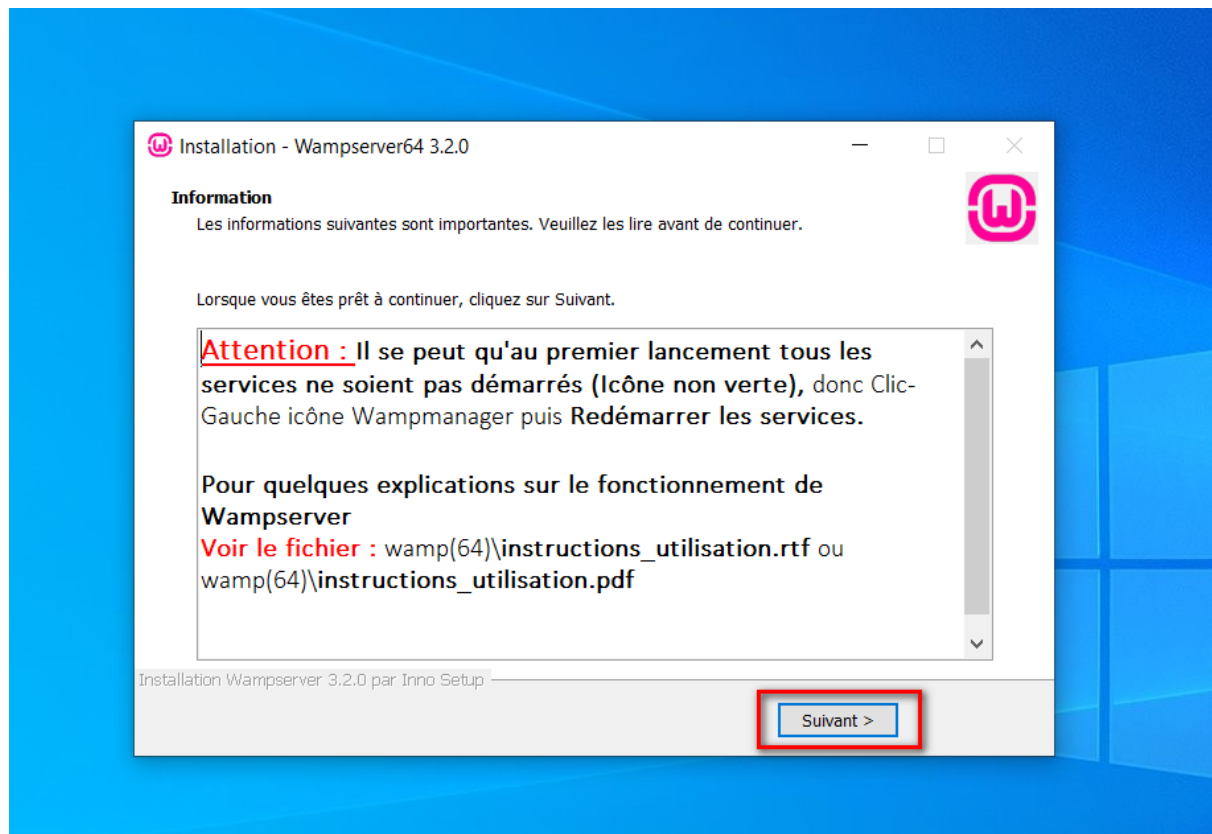 Installation - Wampserver64 3.2.0
Information
Les informations suivantes sont importantes. Veuillez les lire avant de continuer.
Lorsque vous êtes prêt à continuer, cliquez sur Suivant.
Attention : Il se peut qu'au premier lancement tous les
services ne soient pas démarrés (Icône non verte), donc Clic-
Gauche icône Wampmanager puis Redémarrer les services.
Pour quelques explications sur le fonctionnement de
Wampserver
Voir le fichier : wamp(64)\instructions_utilisation.rtf ou
wamp(64)\instructions_utilisation.pdf
Installation Wampserver 3.2.0 par Inno Setup
Suivant >